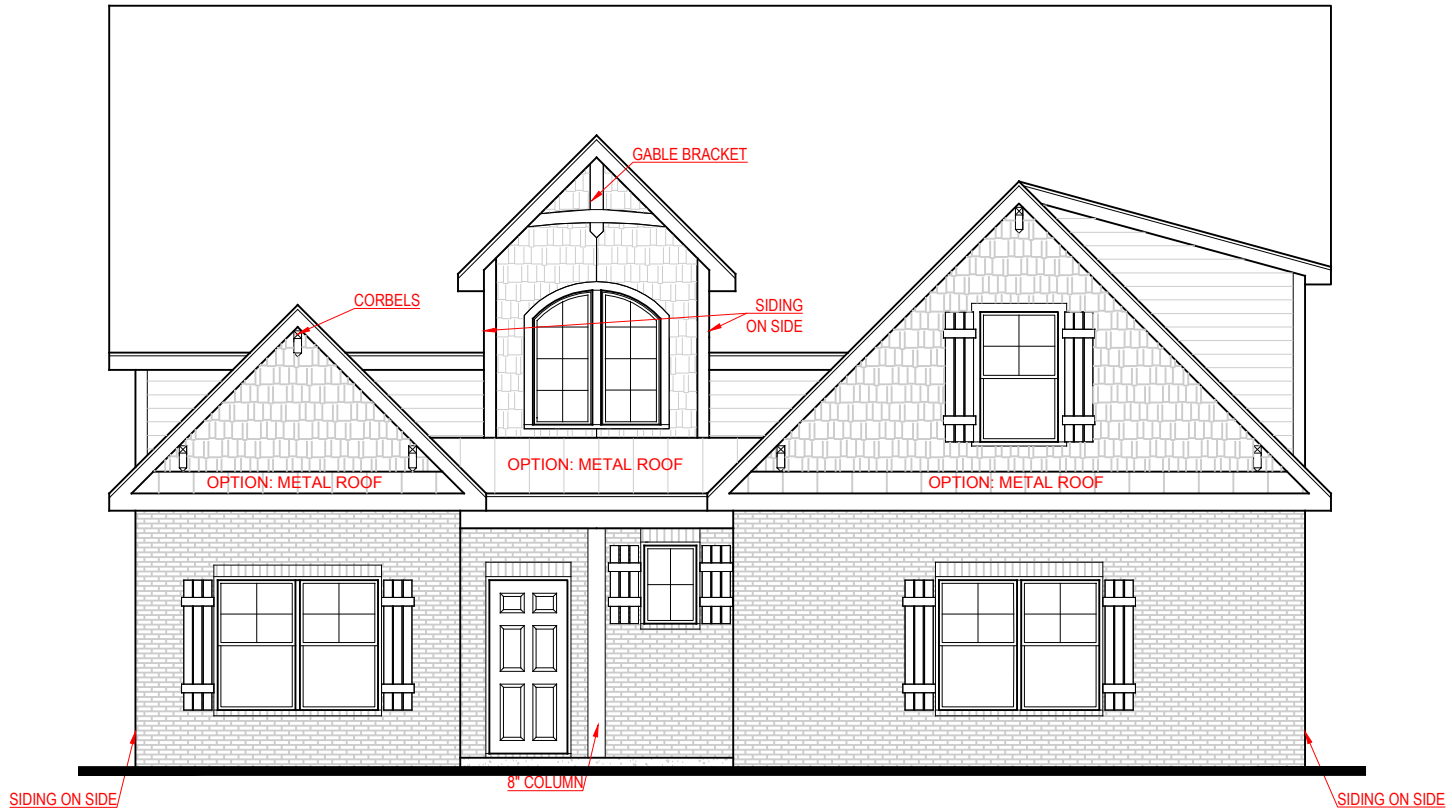 GABLE BRACKET
CORBELS
SIDING
ON SIDE
OPTION: METAL ROOF
OPTION: METAL ROOF
OPTION: METAL ROOF
8" COLUMN
SIDING ON SIDE
SIDING ON SIDE